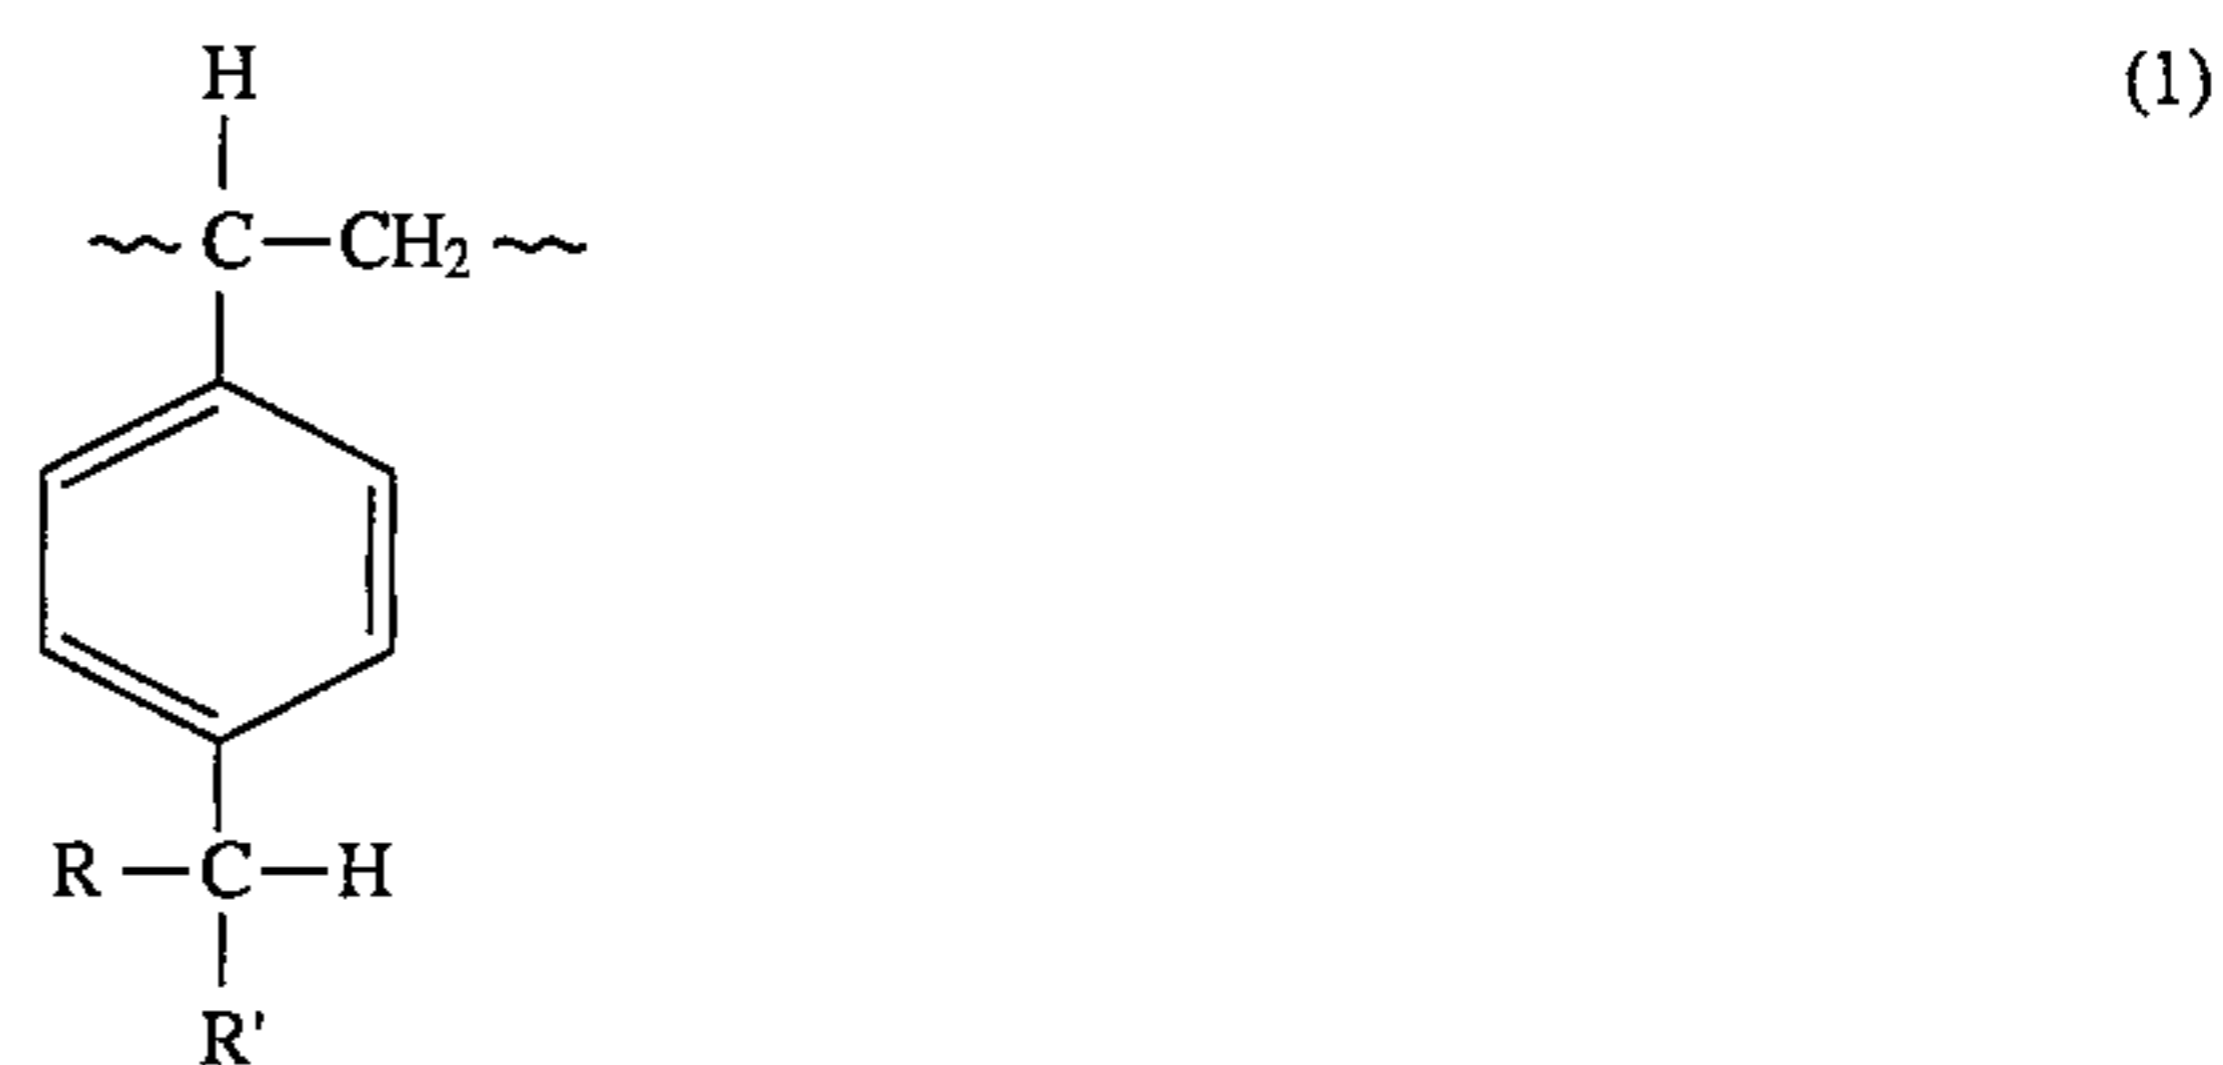 H (1)
C—CH₂
R—C—H
R'